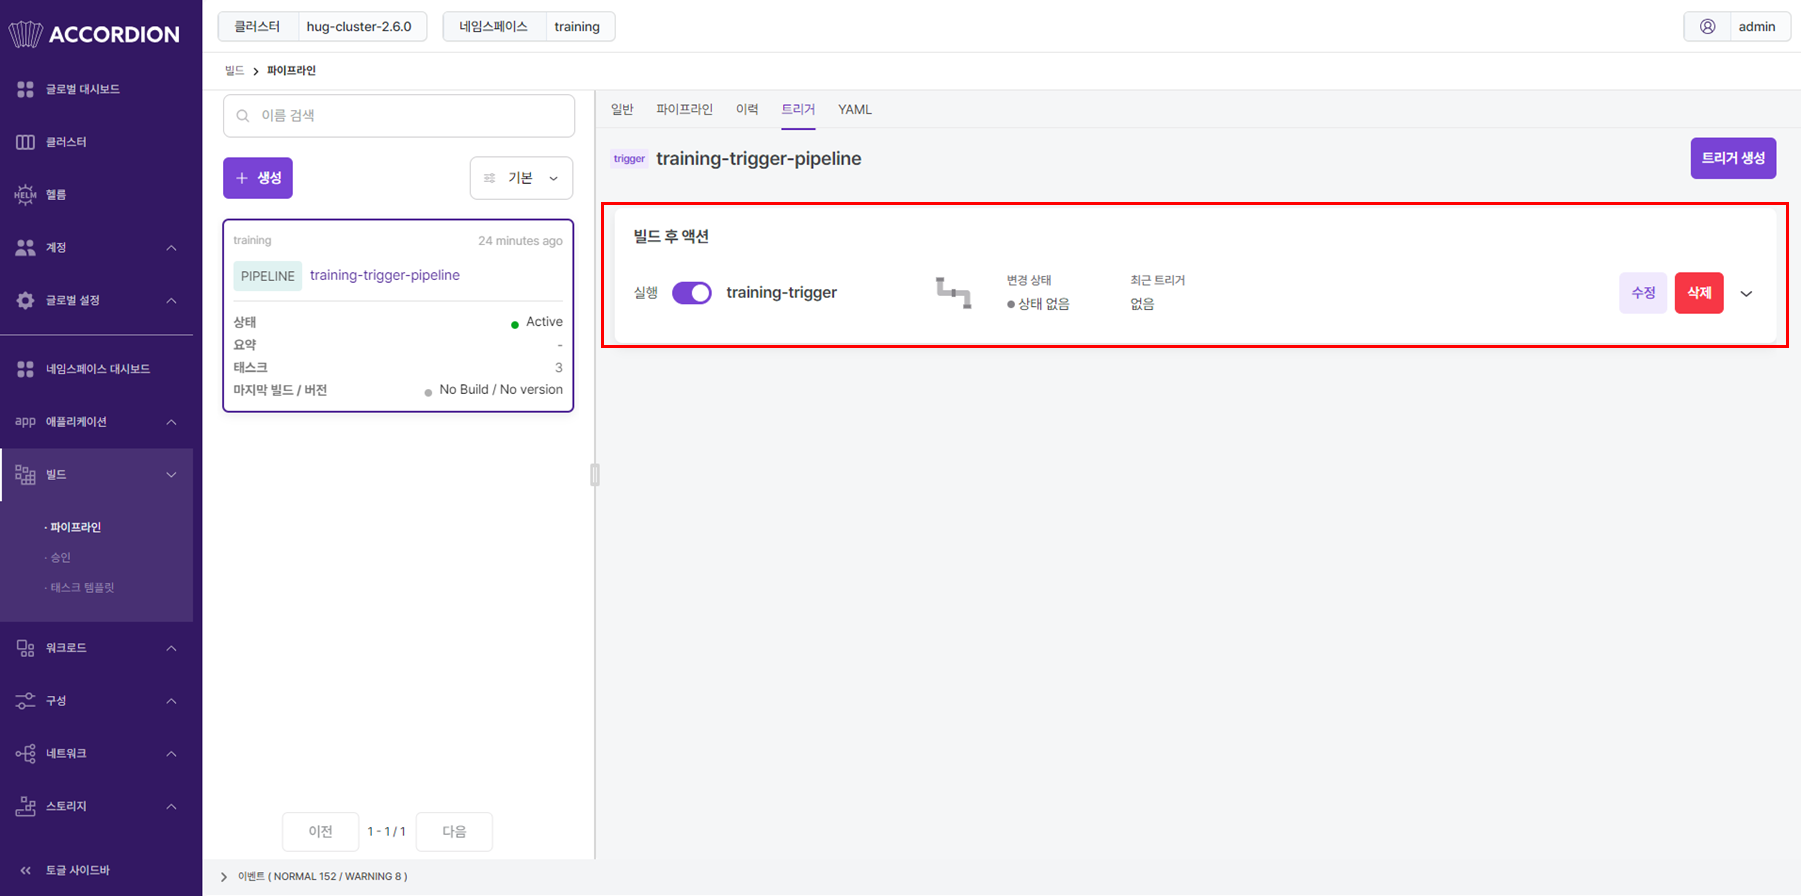 ACCORDION
클러스터 hug-cluster-2.6.0 네임스페이스 training admin
글로벌 대시보드
클러스터
HELM 헬름
계정
글로벌 설정
네임스페이스 대시보드
app 애플리케이션
빌드
· 파이프라인
· 승인
· 태스크 템플릿
워크로드
구성
네트워크
스토리지
토글 사이드바
빌드 > 파이프라인
이름 검색
+ 생성
기본
training 24 minutes ago
PIPELINE training-trigger-pipeline
상태 Active
요약 -
태스크 3
마지막 빌드 / 버전 No Build / No version
이전 1 - 1 / 1 다음
일반 파이프라인 이력 트리거 YAML
trigger training-trigger-pipeline 트리거 생성
빌드 후 액션
실행 training-trigger
변경 상태
상태 없음
최근 트리거
없음
수정 삭제
이벤트 ( NORMAL 152 / WARNING 8 )